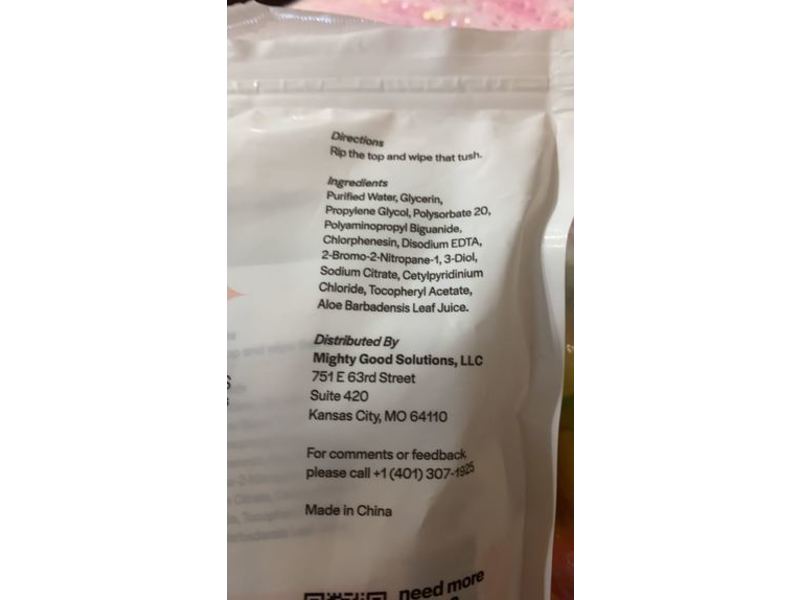 Directions
Rip the top and wipe that tush.
Ingredients
Purified Water, Glycerin,
Propylene Glycol, Polysorbate 20,
Polyaminopropyl Biguanide,
Chlorphenesin, Disodium EDTA,
2-Bromo-2-Nitropane-1, 3-Diol,
Sodium Citrate, Cetylpyridinium
Chloride, Tocopheryl Acetate,
Aloe Barbadensis Leaf Juice.
Distributed By
Mighty Good Solutions, LLC
751 E 63rd Street
Suite 420
Kansas City, MO 64110
For comments or feedback
please call +1 (401) 307-1925
Made in China
need more